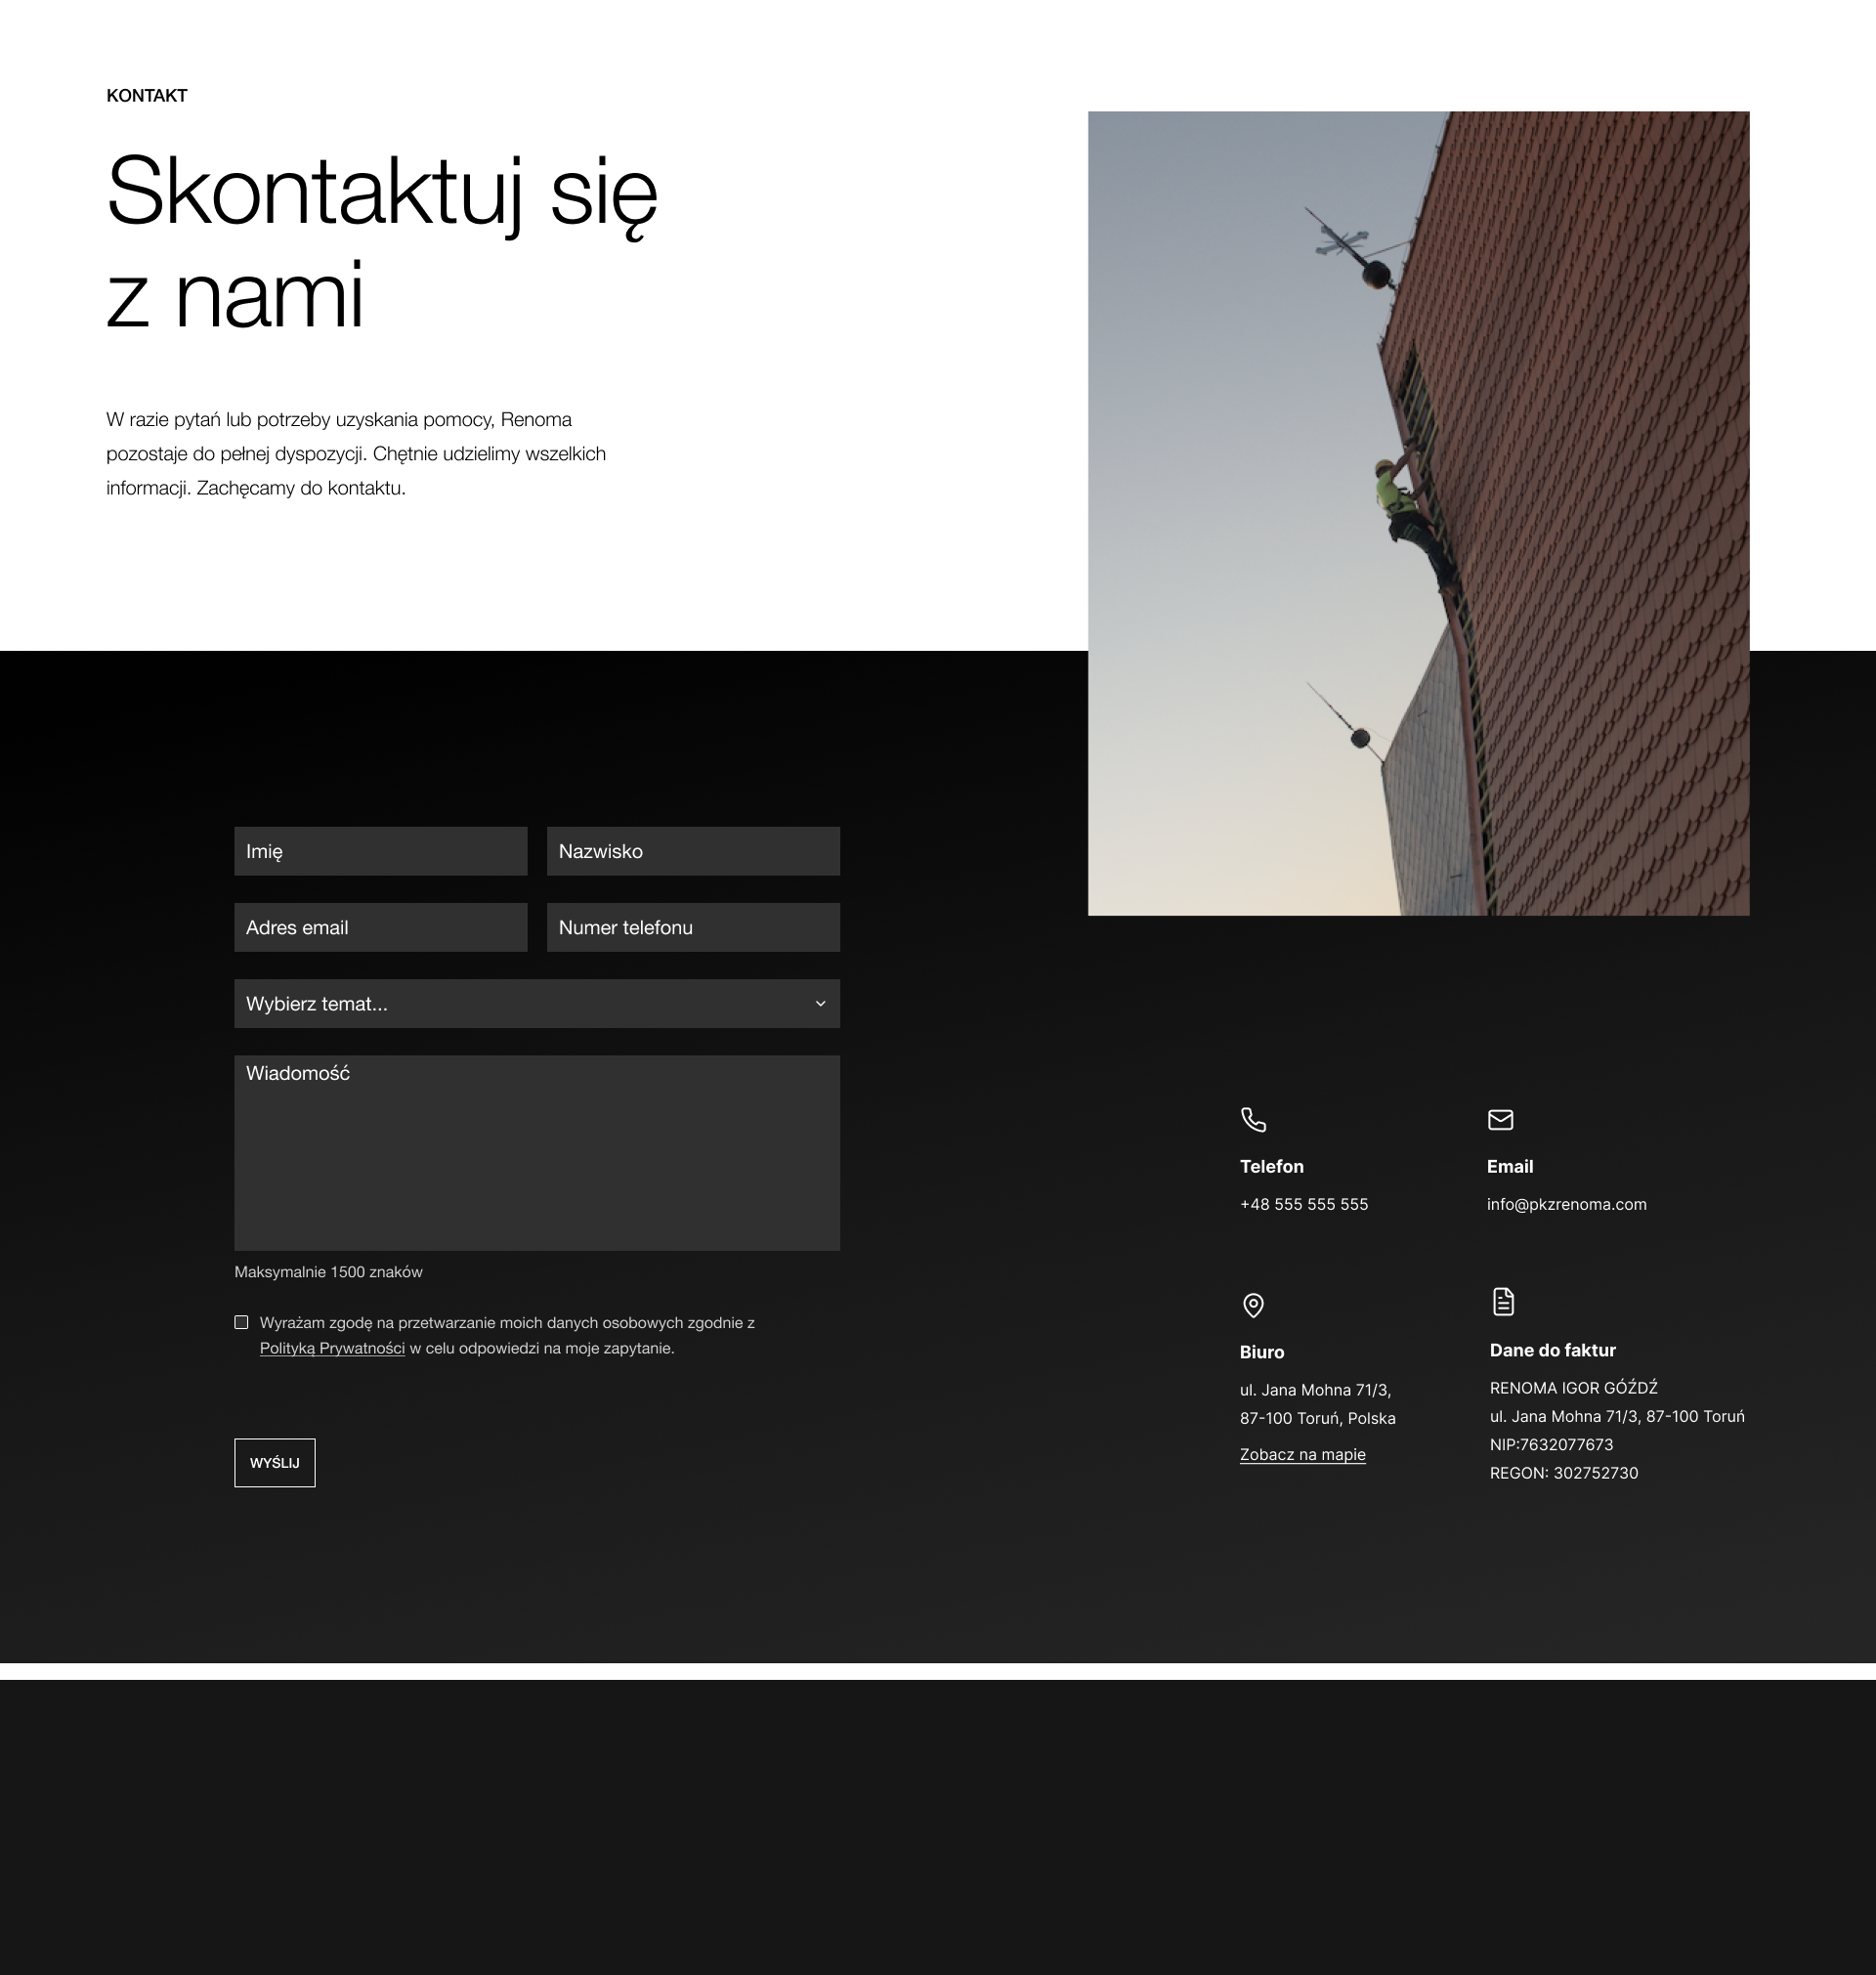 KONTAKT
Skontaktuj się
z nami
W razie pytań lub potrzeby uzyskania pomocy, Renoma
pozostaje do pełnej dyspozycji. Chętnie udzielimy wszelkich
informacji. Zachęcamy do kontaktu.
Imię
Nazwisko
Adres email
Numer telefonu
Wybierz temat...
Wiadomość
Maksymalnie 1500 znaków
Wyrażam zgodę na przetwarzanie moich danych osobowych zgodnie z
Polityką Prywatności w celu odpowiedzi na moje zapytanie.
WYŚLIJ
Telefon
+48 555 555 555
Email
info@pkzrenoma.com
Biuro
ul. Jana Mohna 71/3,
87-100 Toruń, Polska
Zobacz na mapie
Dane do faktur
RENOMA IGOR GÓŹDŹ
ul. Jana Mohna 71/3, 87-100 Toruń
NIP:7632077673
REGON: 302752730